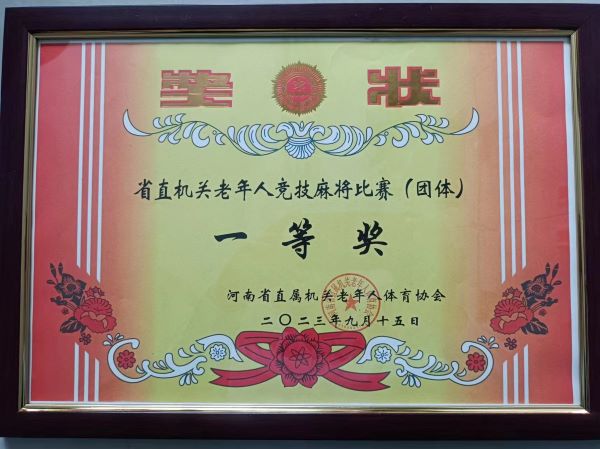 奖状
省直机关老年人竞技麻将比赛（团体）
一等奖
河南省直属机关老年人体育协会
二〇二三年九月十五日